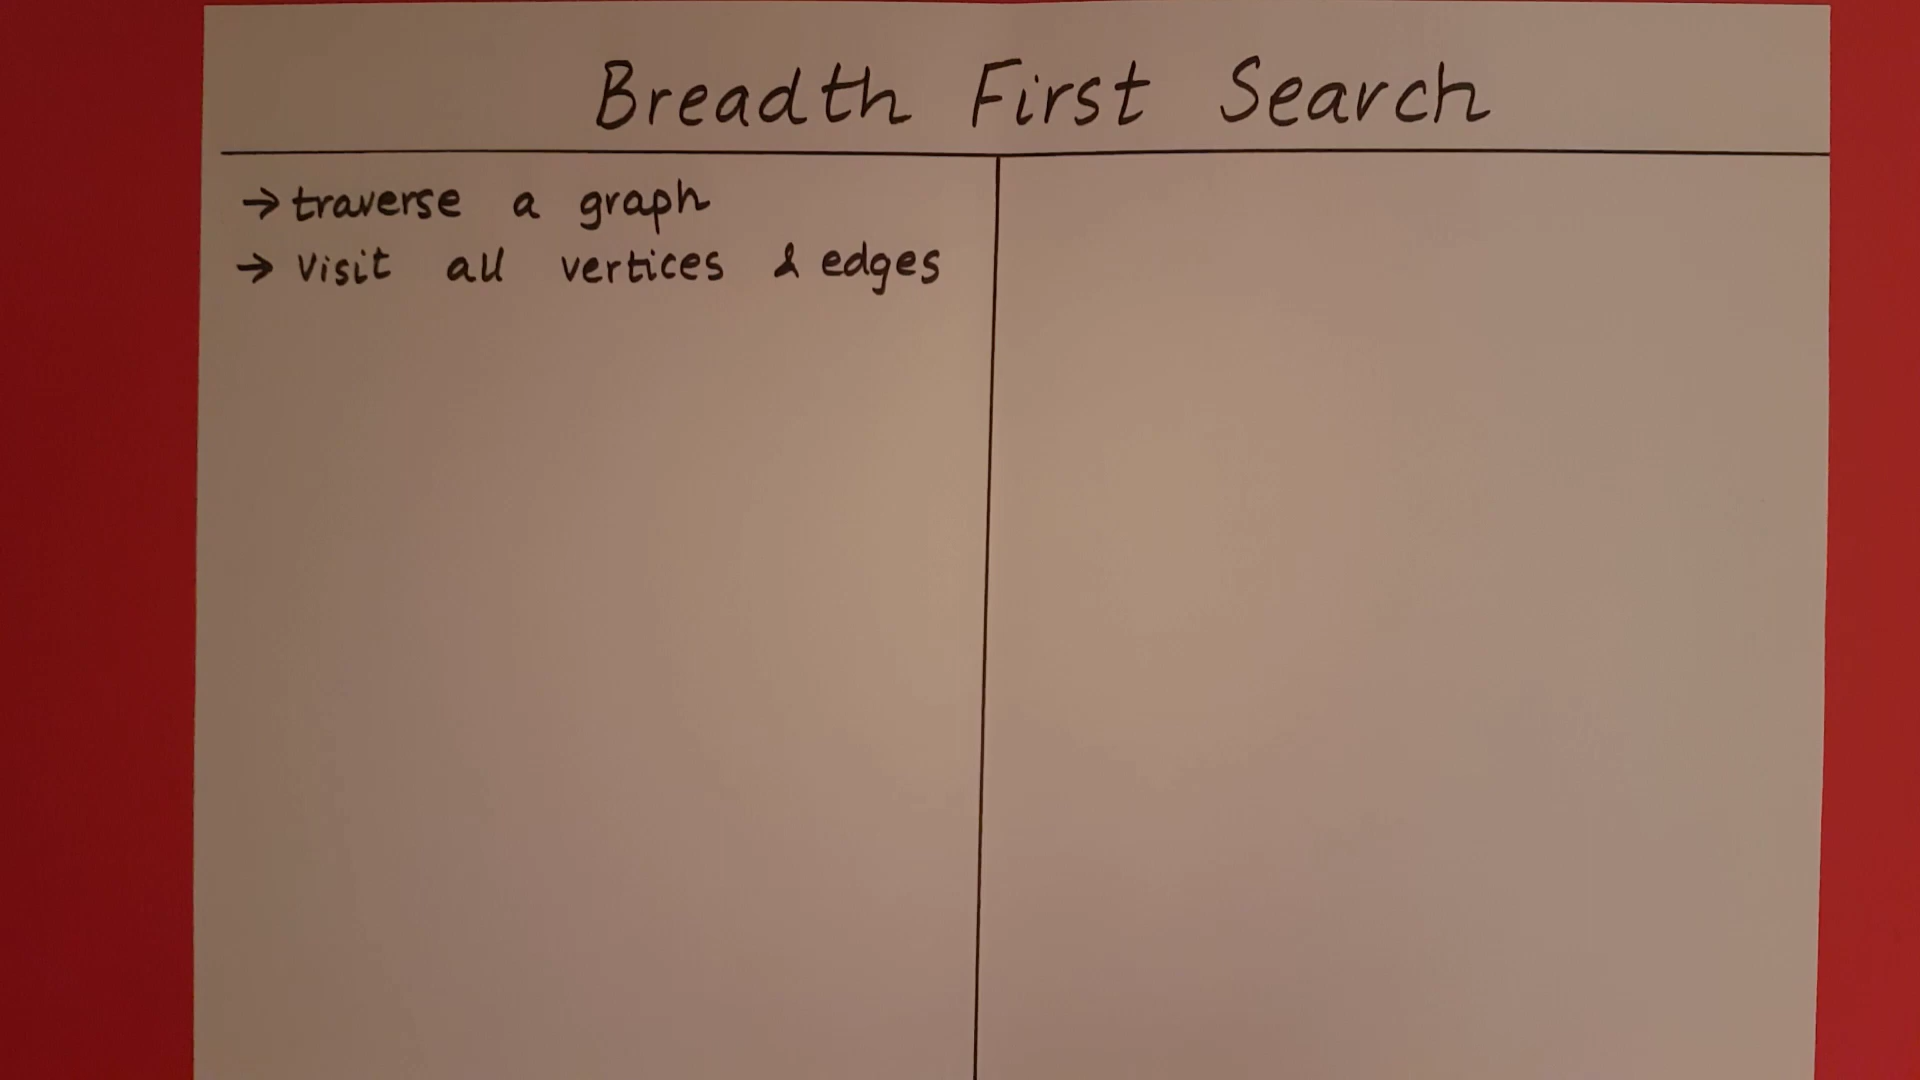 Breadth First Search
→ traverse a graph
→ Visit all vertices & edges